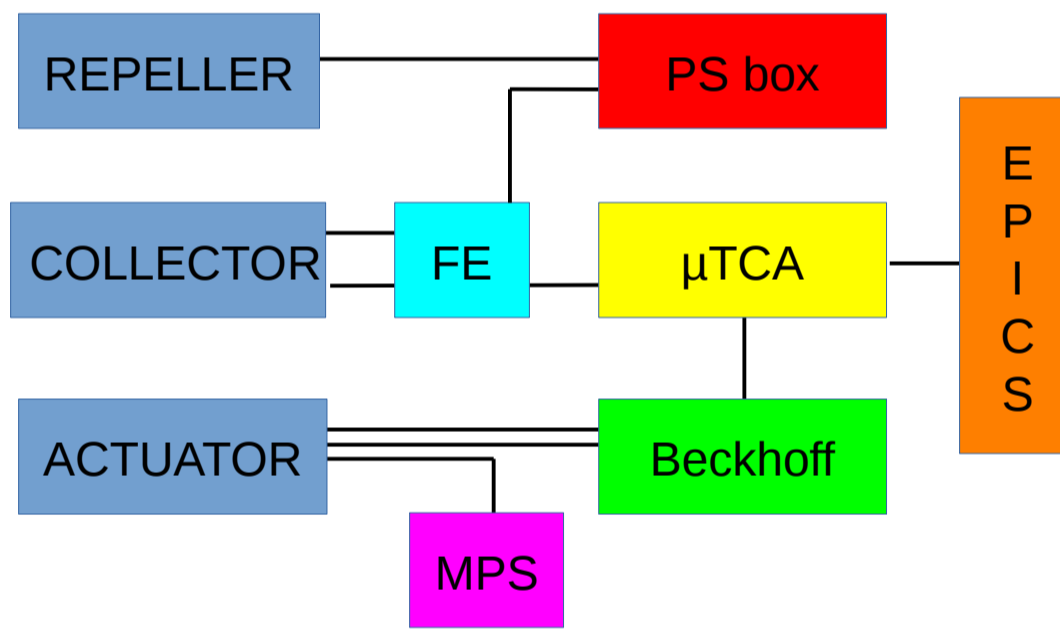 REPELLER
PS box
E
P
I
C
S
COLLECTOR
FE
µTCA
ACTUATOR
Beckhoff
MPS